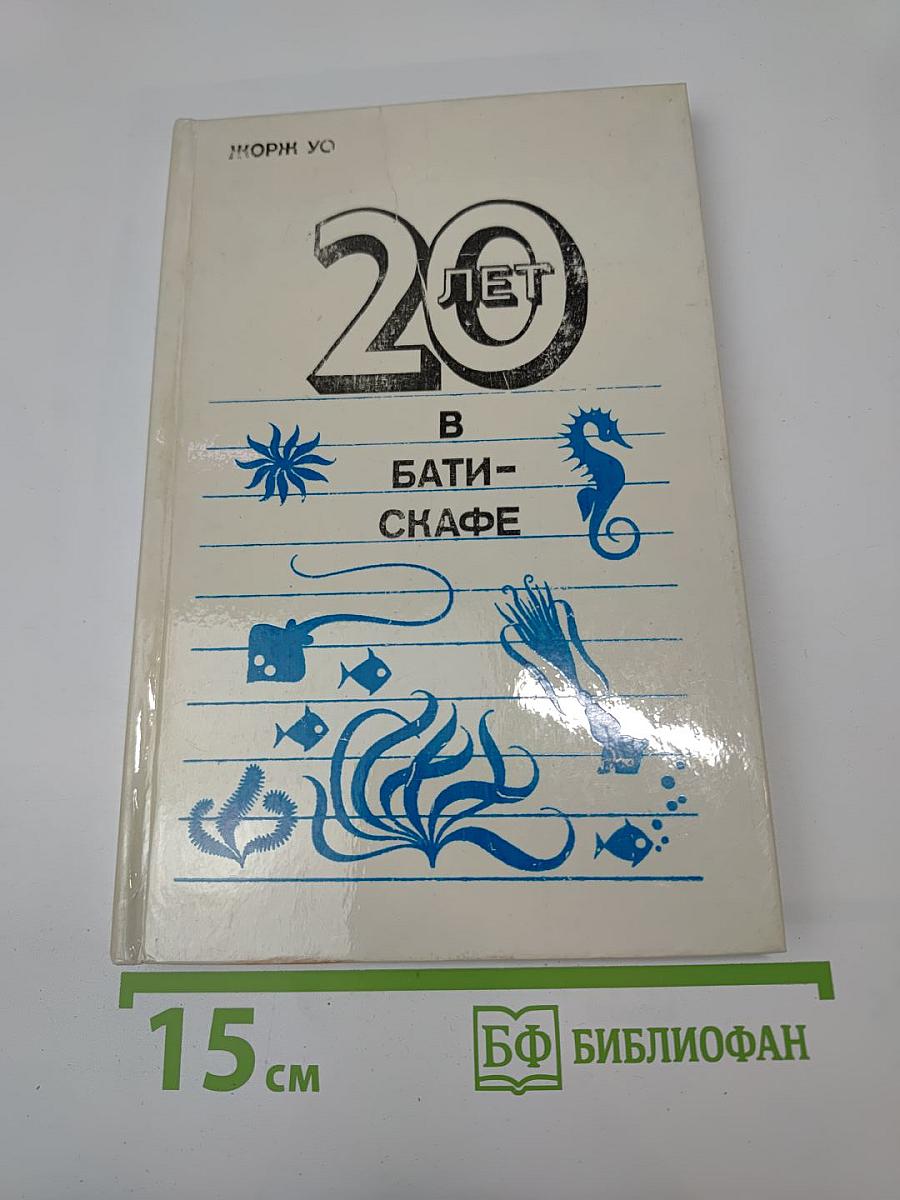 ЖОРЖ УО
20
ЛЕТ
В
БАТИ-
СКАФЕ
15 см
БФ БИБЛИОФАН